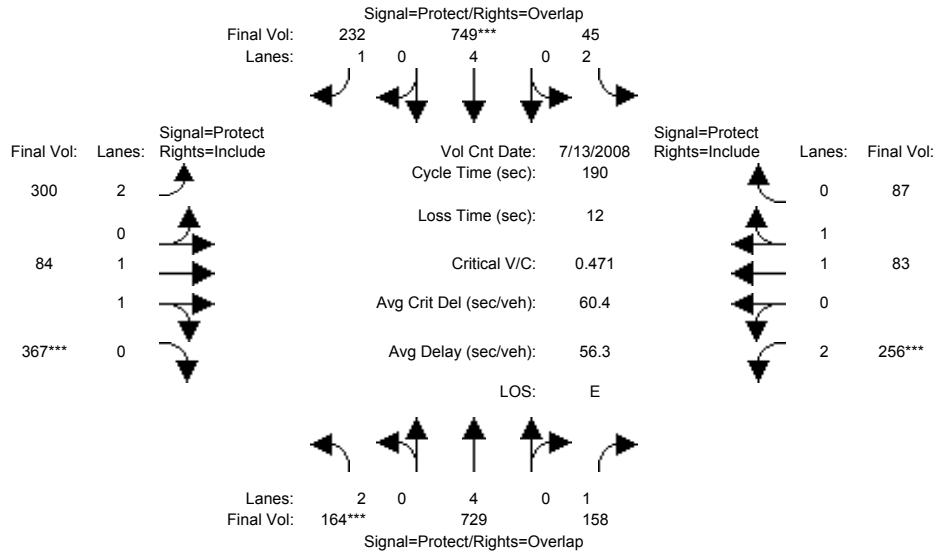 Signal=Protect/Rights=Overlap
Final Vol: 232 749*** 45
Lanes: 1 0 4 0 2
Signal=Protect
Final Vol: Lanes: Rights=Include
Vol Cnt Date: 7/13/2008
Signal=Protect
Rights=Include Lanes: Final Vol:
Cycle Time (sec): 190
300 2
0 87
Loss Time (sec): 12
0
1
84 1
Critical V/C: 0.471
1 83
1
Avg Crit Del (sec/veh): 60.4
0
367*** 0
Avg Delay (sec/veh): 56.3
2 256***
LOS: E
Lanes: 2 0 4 0 1
Final Vol: 164*** 729 158
Signal=Protect/Rights=Overlap